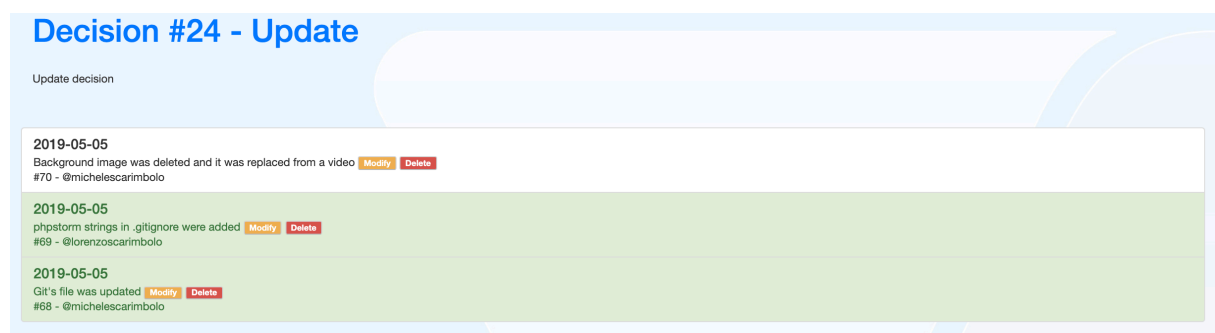 Decision #24 - Update
Update decision
2019-05-05
Background image was deleted and it was replaced from a video Modify Delete
#70 - @michelescarimbolo
2019-05-05
phpstorm strings in .gitignore were added Modify Delete
#69 - @lorenzoscarimbolo
2019-05-05
Git's file was updated Modify Delete
#68 - @michelescarimbolo